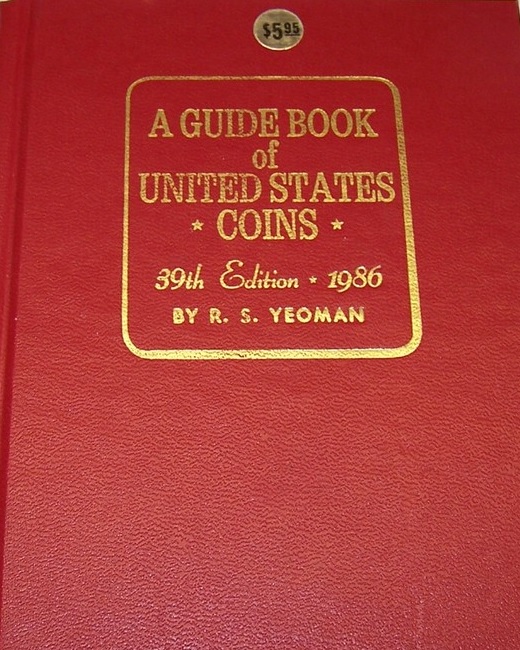 $5.95
A GUIDE BOOK
of
UNITED STATES
★ COINS ★
39th Edition ★ 1986
BY R. S. YEOMAN